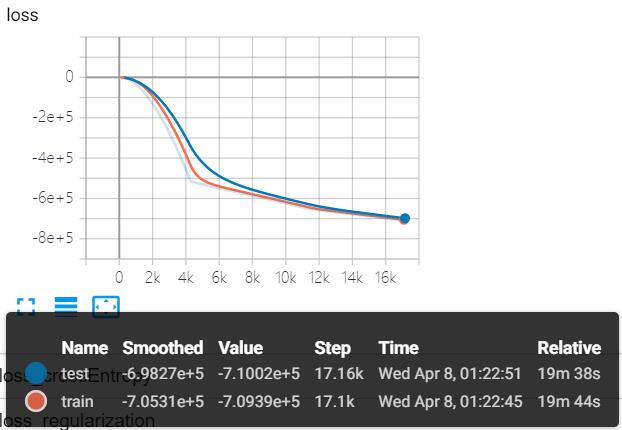 loss
0
-2e+5
-4e+5
-6e+5
-8e+5
0 2k 4k 6k 8k 10k 12k 14k 16k
Name Smoothed Value Step Time Relative
loss_crossEntropy
test -6.9827e+5 -7.1002e+5 17.16k Wed Apr 8, 01:22:51 19m 38s
train -7.0531e+5 -7.0939e+5 17.1k Wed Apr 8, 01:22:45 19m 44s
loss_regularization